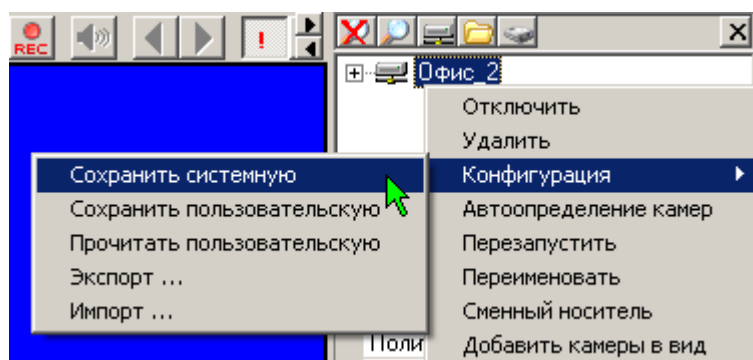 REC
Офис_2
Отключить
Удалить
Конфигурация
Автоопределение камер
Перезапустить
Переименовать
Сменный носитель
Добавить камеры в вид
Сохранить системную
Сохранить пользовательскую
Прочитать пользовательскую
Экспорт ...
Импорт ...
Поли